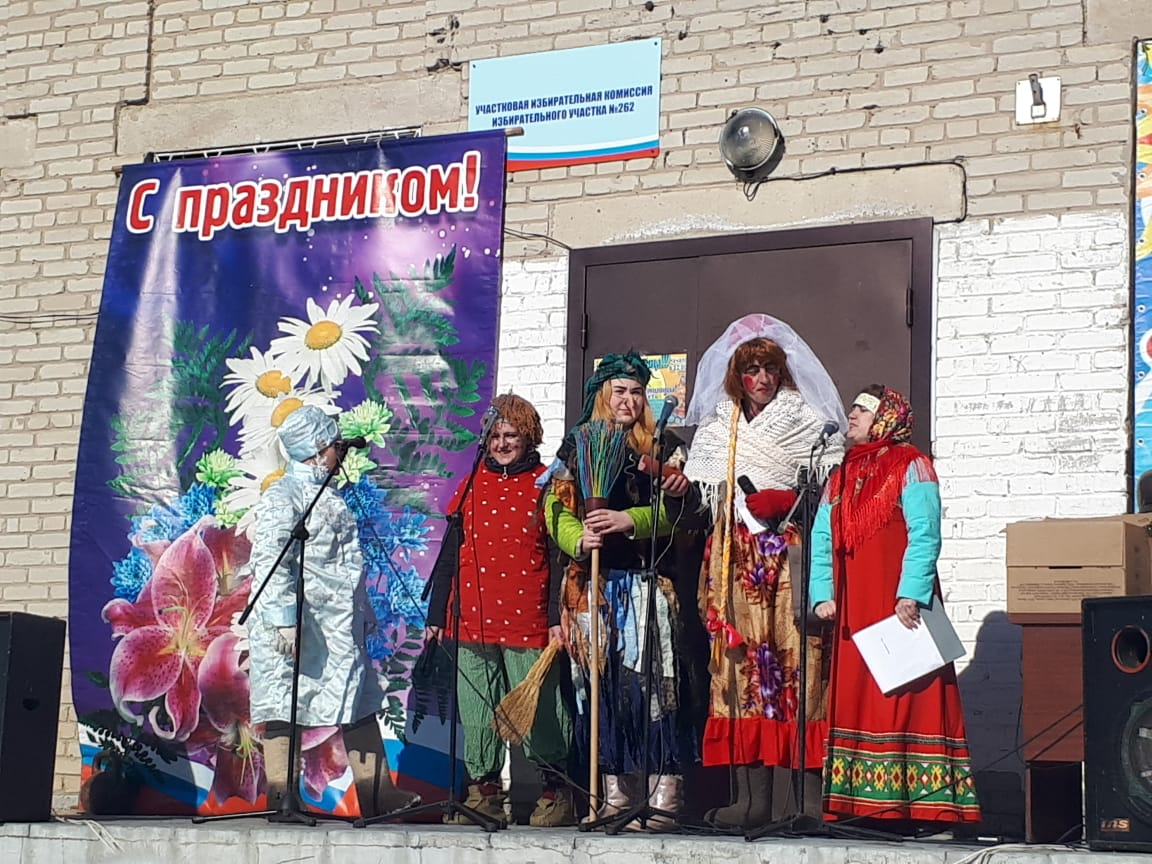 УЧАСТКОВАЯ ИЗБИРАТЕЛЬНАЯ КОМИССИЯ
ИЗБИРАТЕЛЬНОГО УЧАСТКА №262
С праздником!